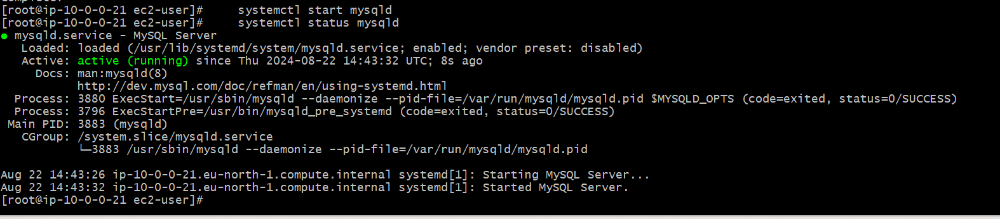 [root@ip-10-0-0-21 ec2-user]#     systemctl start mysqld
[root@ip-10-0-0-21 ec2-user]#     systemctl status mysqld
● mysqld.service - MySQL Server
   Loaded: loaded (/usr/lib/systemd/system/mysqld.service; enabled; vendor preset: disabled)
   Active: active (running) since Thu 2024-08-22 14:43:32 UTC; 8s ago
     Docs: man:mysqld(8)
           http://dev.mysql.com/doc/refman/en/using-systemd.html
  Process: 3880 ExecStart=/usr/sbin/mysqld --daemonize --pid-file=/var/run/mysqld/mysqld.pid $MYSQLD_OPTS (code=exited, status=0/SUCCESS)
  Process: 3796 ExecStartPre=/usr/bin/mysqld_pre_systemd (code=exited, status=0/SUCCESS)
 Main PID: 3883 (mysqld)
   CGroup: /system.slice/mysqld.service
           └─3883 /usr/sbin/mysqld --daemonize --pid-file=/var/run/mysqld/mysqld.pid

Aug 22 14:43:26 ip-10-0-0-21.eu-north-1.compute.internal systemd[1]: Starting MySQL Server...
Aug 22 14:43:32 ip-10-0-0-21.eu-north-1.compute.internal systemd[1]: Started MySQL Server.
[root@ip-10-0-0-21 ec2-user]#